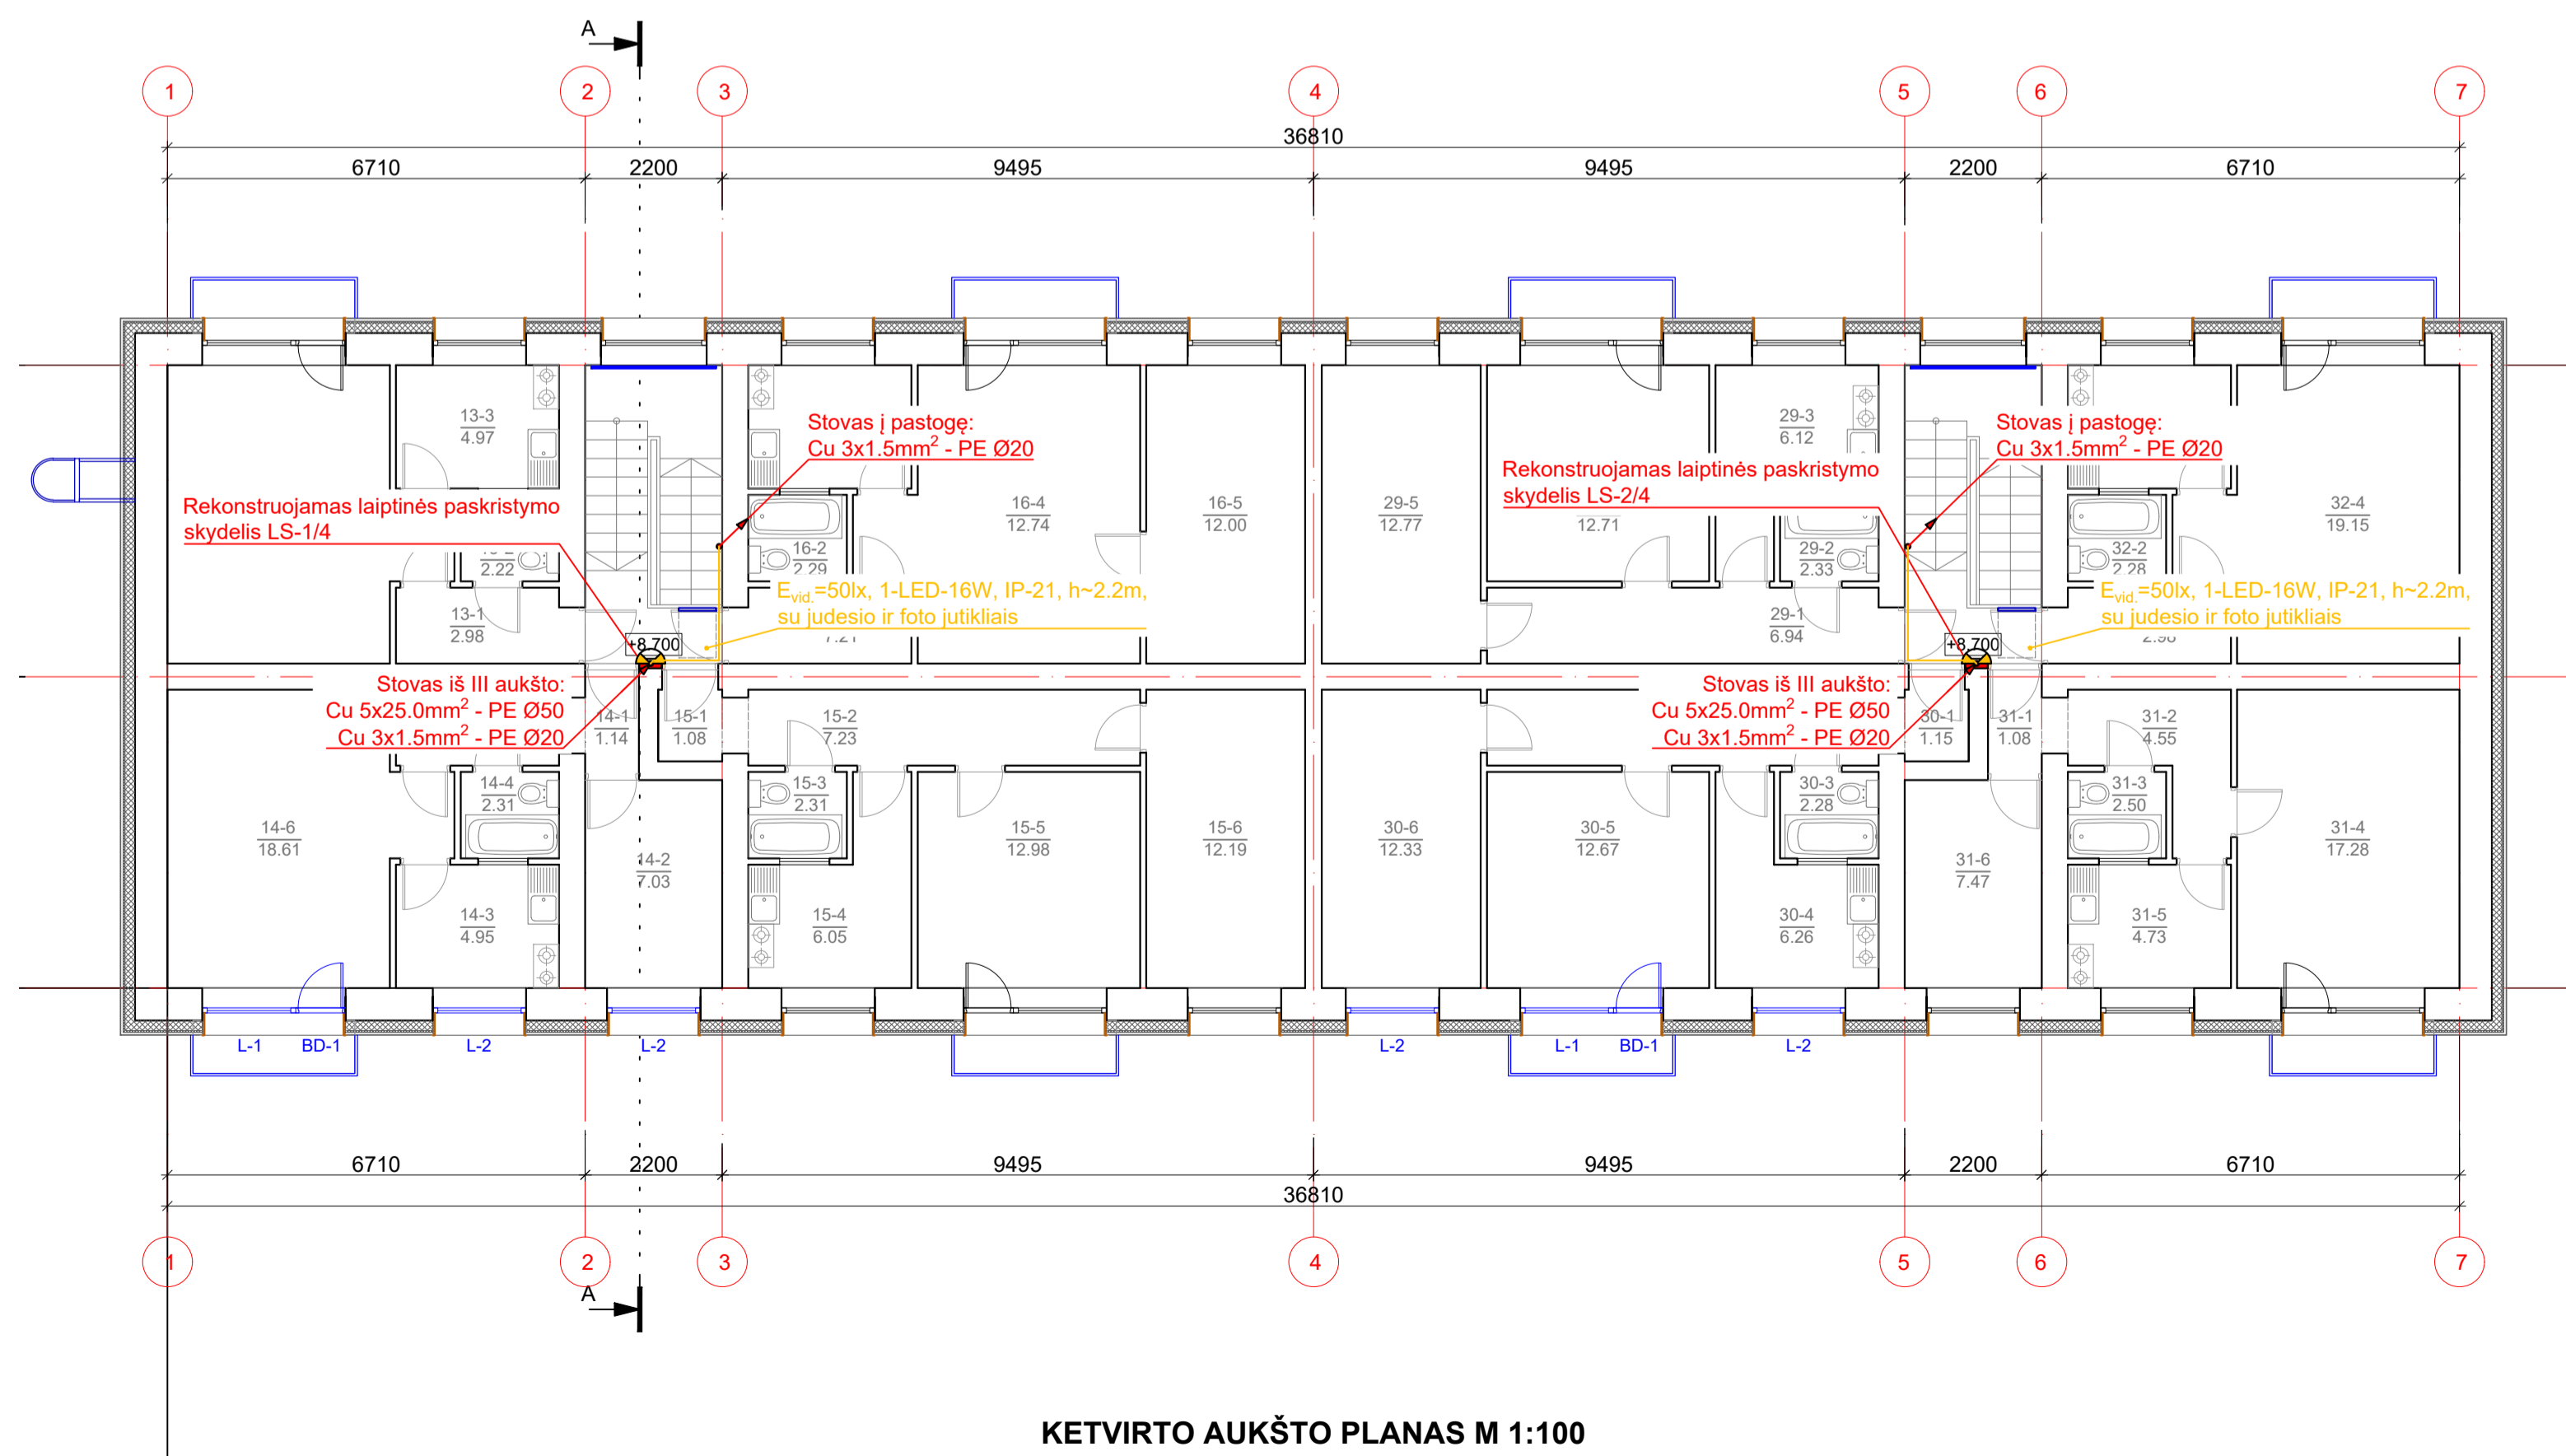 A
1 2 3 4 5 6 7
36810
6710 2200 9495 9495 2200 6710
13-3
4.97
Stovas į pastogę:
Cu 3x1.5mm² - PE Ø20
29-3
6.12
Stovas į pastogę:
Cu 3x1.5mm² - PE Ø20
Rekonstruojamas laiptinės paskristymo
skydelis LS-1/4
16-4
12.74
16-5
12.00
29-5
12.77
Rekonstruojamas laiptinės paskristymo
skydelis LS-2/4
12.71
32-4
19.15
2.22
16-2
2.29
29-2
2.33
32-2
2.28
13-1
2.98
E vid.=50lx, 1-LED-16W, IP-21, h~2.2m,
su judesio ir foto jutikliais
29-1
6.94
E vid.=50lx, 1-LED-16W, IP-21, h~2.2m,
su judesio ir foto jutikliais
+8,700
+8,700
Stovas iš III aukšto:
Cu 5x25.0mm² - PE Ø50
Cu 3x1.5mm² - PE Ø20
14-1
1.14
15-1
1.08
15-2
7.23
Stovas iš III aukšto:
Cu 5x25.0mm² - PE Ø50
Cu 3x1.5mm² - PE Ø20
30-1
1.15
31-1
1.08
31-2
4.55
14-4
2.31
15-3
2.31
30-3
2.28
31-3
2.50
14-6
18.61
14-2
7.03
15-5
12.98
15-6
12.19
30-6
12.33
30-5
12.67
31-6
7.47
31-4
17.28
14-3
4.95
15-4
6.05
30-4
6.26
31-5
4.73
L-1 BD-1 L-2 L-2 L-2 L-1 BD-1 L-2
6710 2200 9495 9495 2200 6710
36810
1 2 3 4 5 6 7
A
KETVIRTO AUKŠTO PLANAS M 1:100